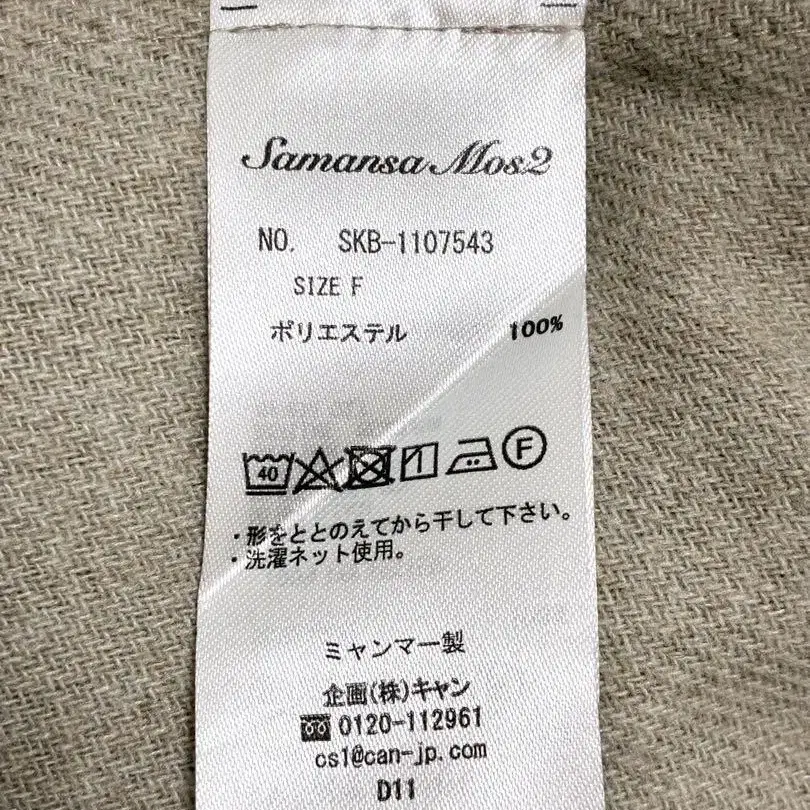 Samansa Mos2
NO. SKB-1107543
SIZE F
ポリエステル 100%
40 F
・形をととのえてから干して下さい。
・洗濯ネット使用。
ミャンマー製
企画(株)キャン
0120-112961
cs1@can-jp.com
D11